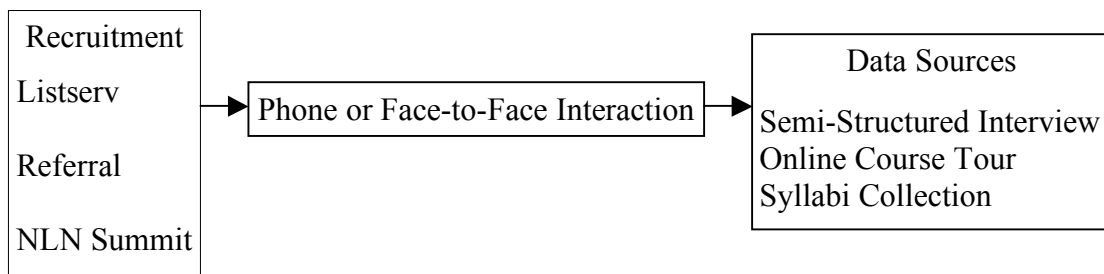 Recruitment
Listserv
Referral
NLN Summit
Phone or Face-to-Face Interaction
Data Sources
Semi-Structured Interview
Online Course Tour
Syllabi Collection